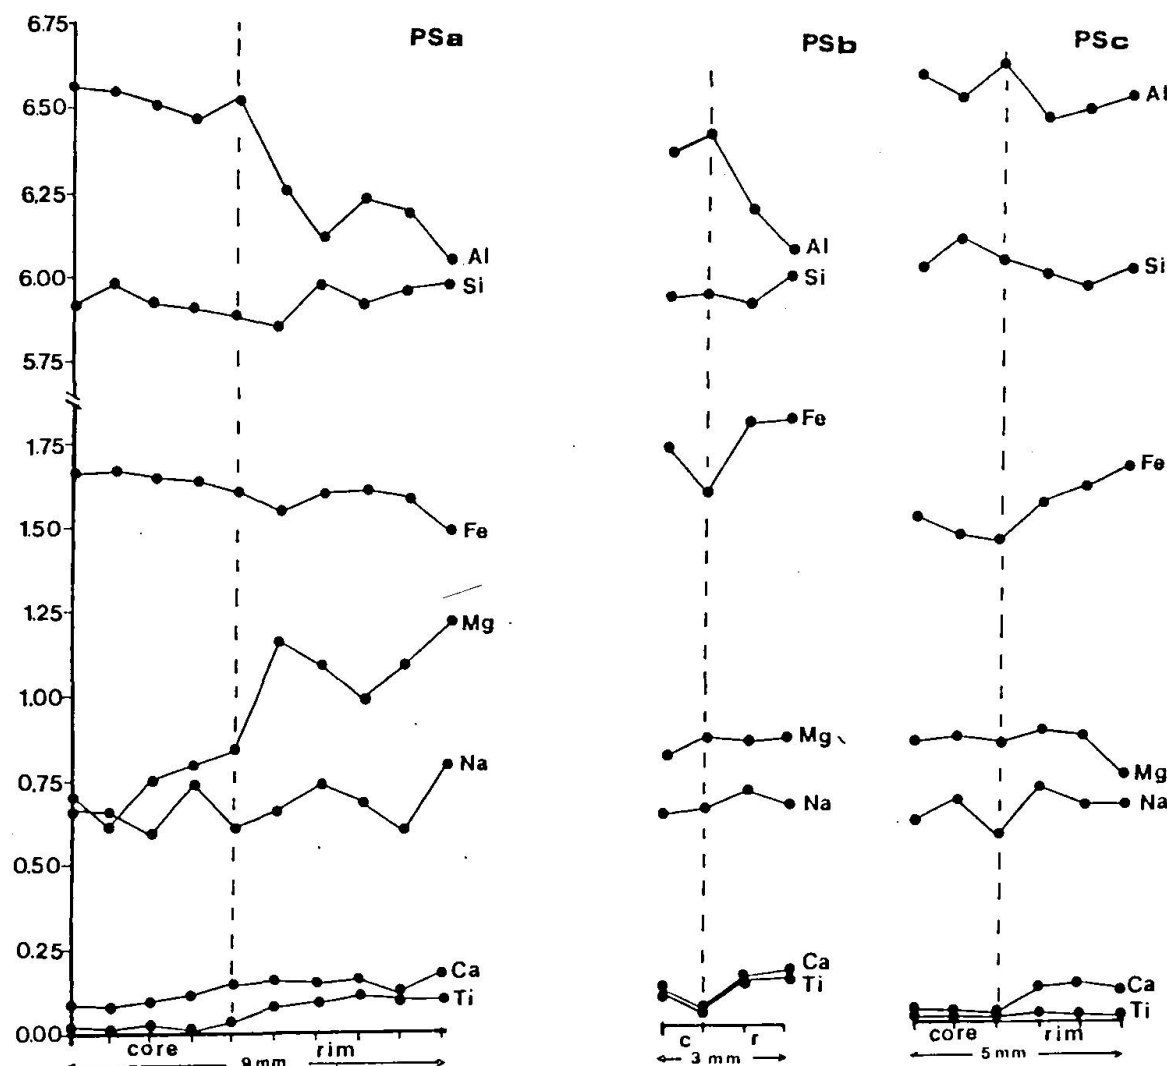 PSa
PSb
PSc
6.75
6.50
6.25
6.00
5.75
1.75
1.50
1.25
1.00
0.75
0.50
0.25
0.00
Al
Si
Fe
Mg
Na
Ca
Ti
core rim
9 mm
Al
Si
Fe
Mg
Na
Ca
Ti
c r
3 mm
Al
Si
Fe
Mg
Na
Ca
Ti
core rim
5 mm